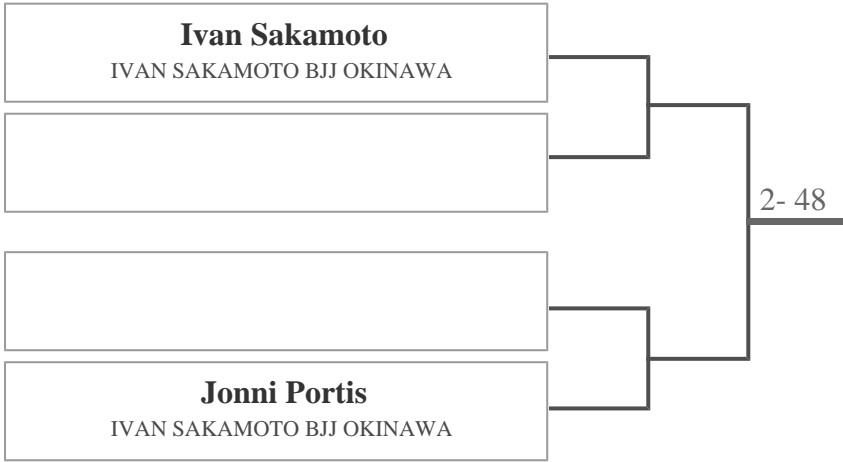 Ivan Sakamoto
IVAN SAKAMOTO BJJ OKINAWA
2- 48
Jonni Portis
IVAN SAKAMOTO BJJ OKINAWA